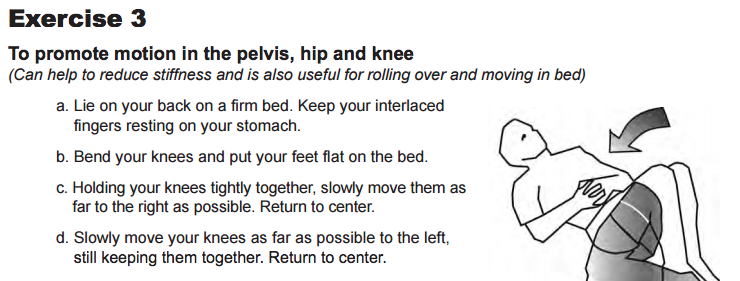 Exercise 3
To promote motion in the pelvis, hip and knee
(Can help to reduce stiffness and is also useful for rolling over and moving in bed)
a. Lie on your back on a firm bed. Keep your interlaced
fingers resting on your stomach.
b. Bend your knees and put your feet flat on the bed.
c. Holding your knees tightly together, slowly move them as
far to the right as possible. Return to center.
d. Slowly move your knees as far as possible to the left,
still keeping them together. Return to center.